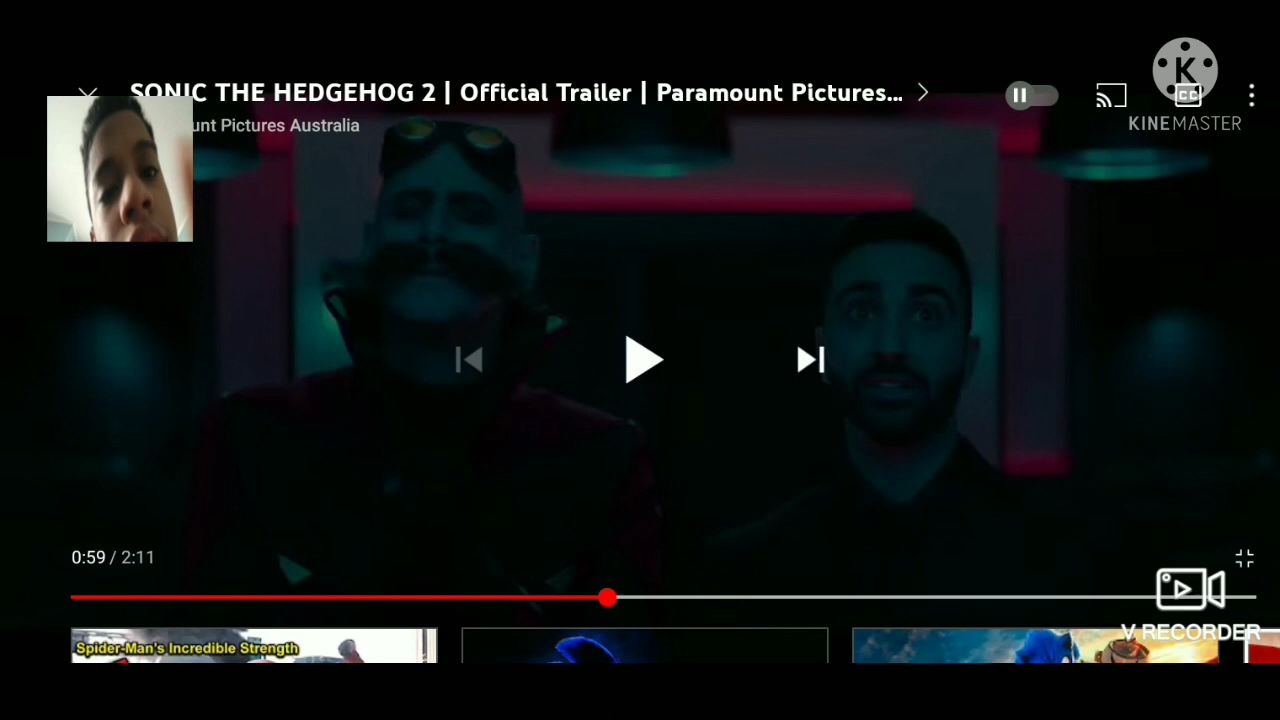 SONIC THE HEDGEHOG 2 | Official Trailer | Paramount Pictures...
unt Pictures Australia
K
CC
KINEMASTER
0:59 / 2:11
V RECORDER
Spider-Man's Incredible Strength